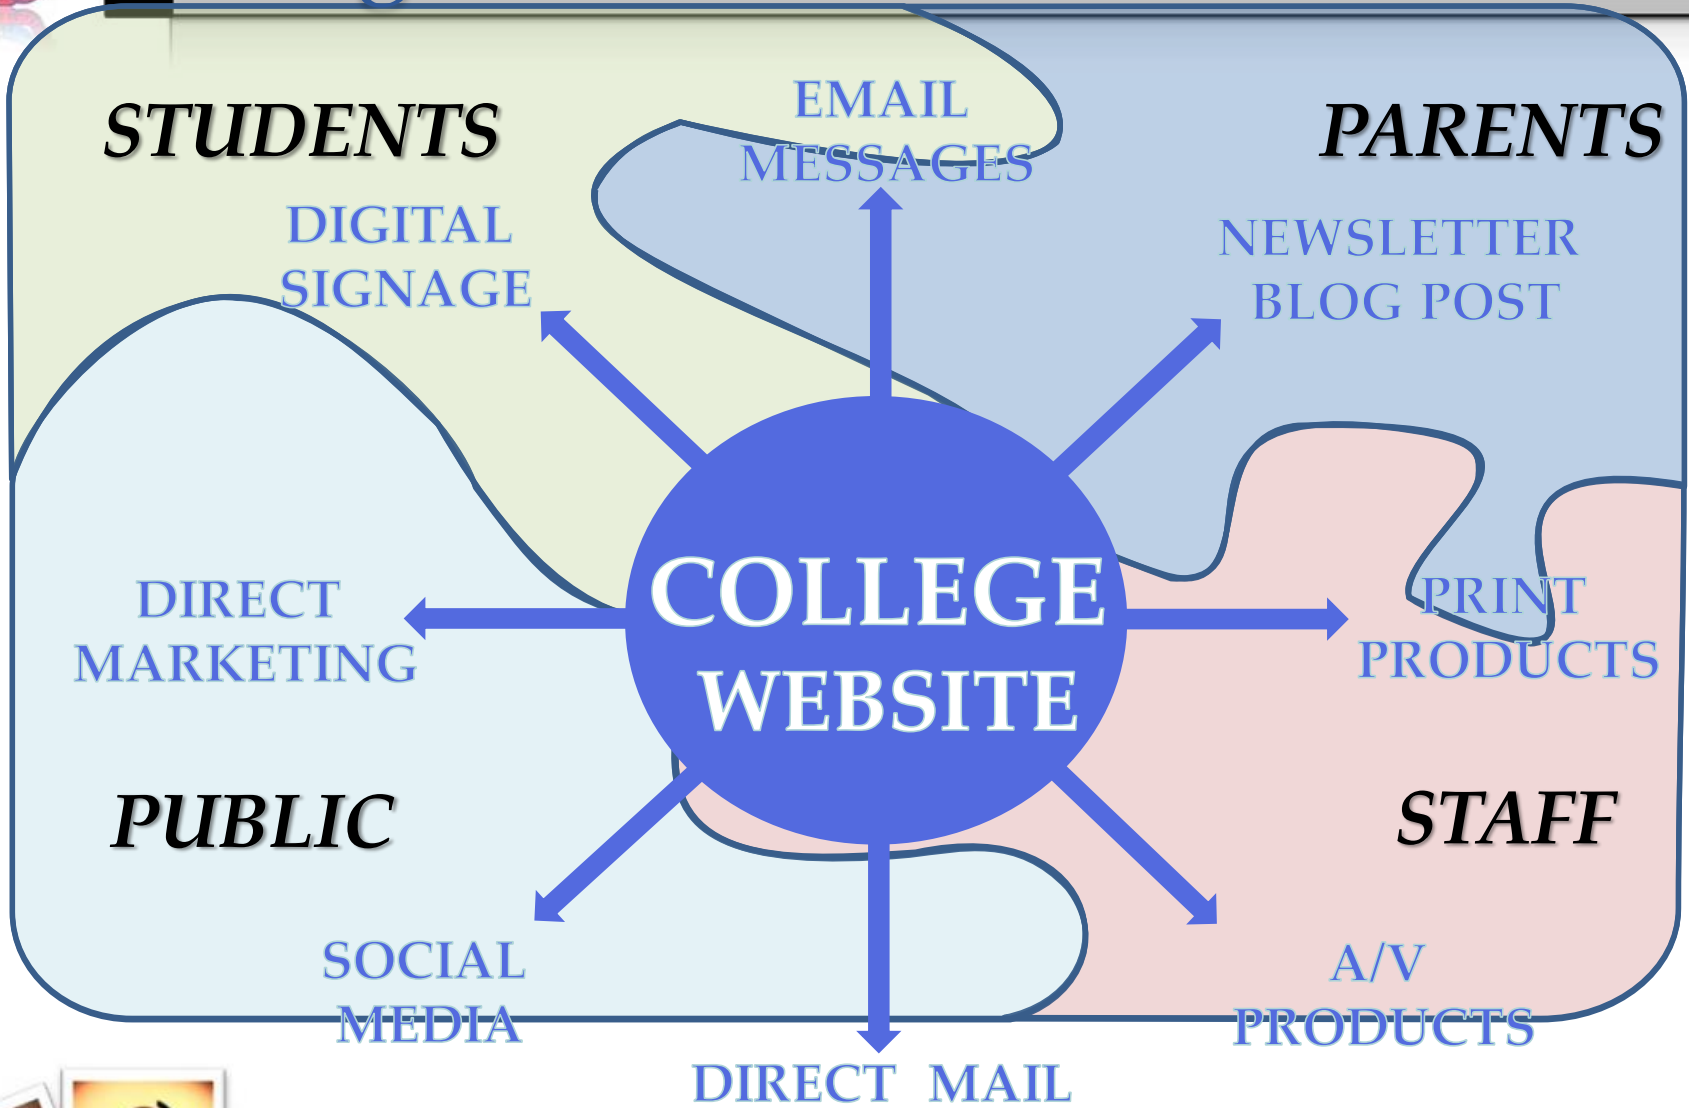 STUDENTS
EMAIL
MESSAGES
PARENTS
DIGITAL
SIGNAGE
NEWSLETTER
BLOG POST
COLLEGE
WEBSITE
DIRECT
MARKETING
PRINT
PRODUCTS
PUBLIC
STAFF
SOCIAL
MEDIA
A/V
PRODUCTS
DIRECT MAIL